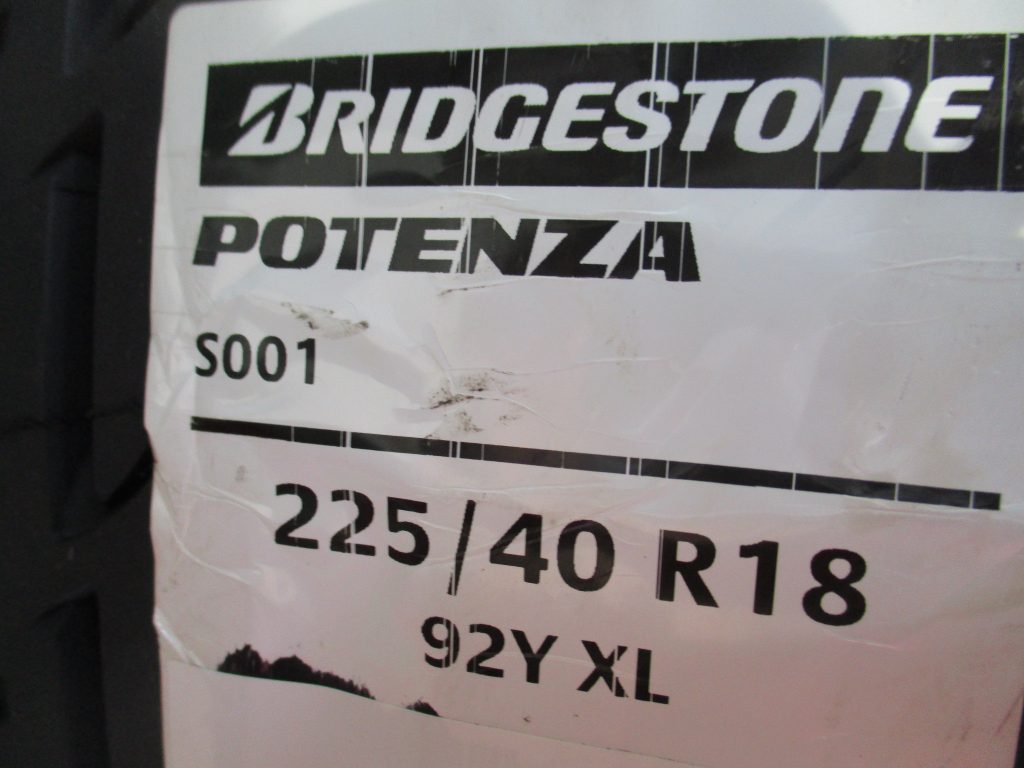 BRIDGESTONE
POTENZA
S001
225/40 R18
92Y XL